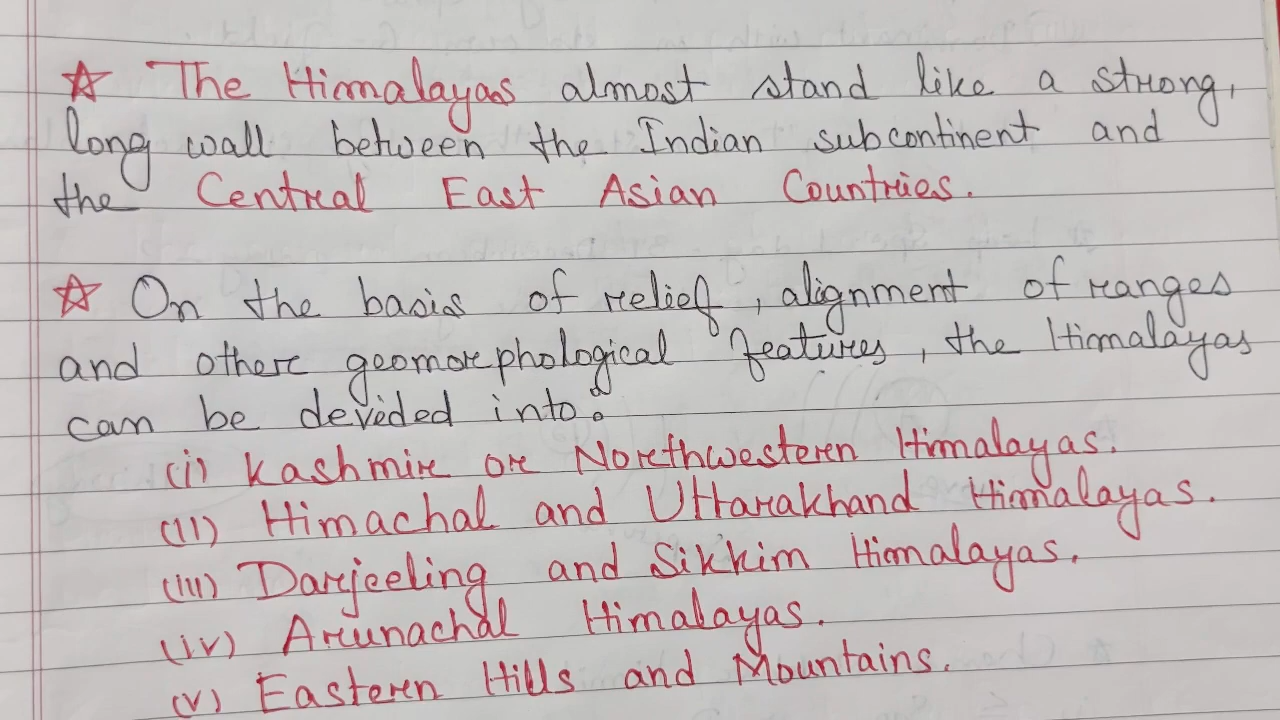 ☆ The Himalayas almost stand like a strong,
long wall between the Indian subcontinent and
the Central East Asian Countries.
☆ On the basis of relief, alignment of ranges
and other geomorphological features, the Himalayas
can be devided into:
(i) Kashmir or Northwestern Himalayas.
(II) Himachal and Uttarakhand Himalayas.
(III) Darjeeling and Sikkim Himalayas.
(iv) Arunachal Himalayas.
(v) Eastern Hills and Mountains.